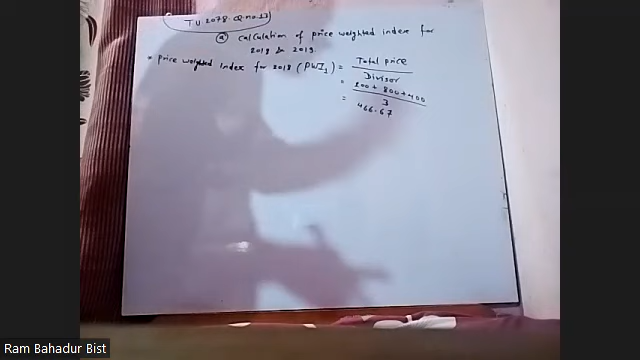 TU 2078. Q.no.17
(a) Calculation of price weighted index for
2018 & 2019.
* Price weighted Index for 2018 (PWI₁) = Total price / Divisor
= 200 + 800 + 400 / 3
= 466.67
Ram Bahadur Bist